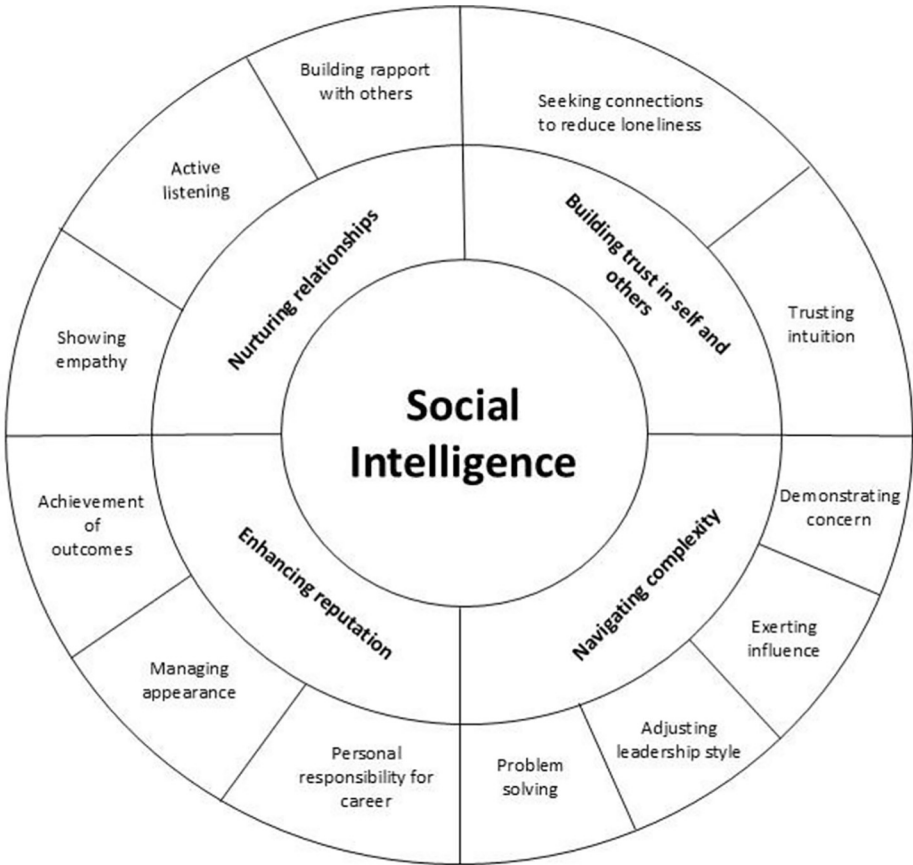 Building rapport
with others
Seeking connections
to reduce loneliness
Active
listening
Nurturing relationships
Building trust in self and
others
Showing
empathy
Trusting
intuition
Social
Intelligence
Achievement
of
outcomes
Demonstrating
concern
Enhancing reputation
Navigating complexity
Managing
appearance
Exerting
influence
Personal
responsibility for
career
Problem
solving
Adjusting
leadership style